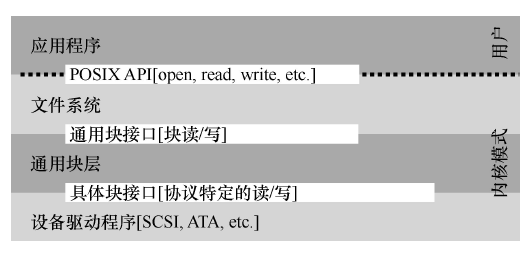 应用程序
用户
POSIX API[open, read, write, etc.]
文件系统
通用块接口[块读/写]
通用块层
内核模式
具体块接口[协议特定的读/写]
设备驱动程序[SCSI, ATA, etc.]